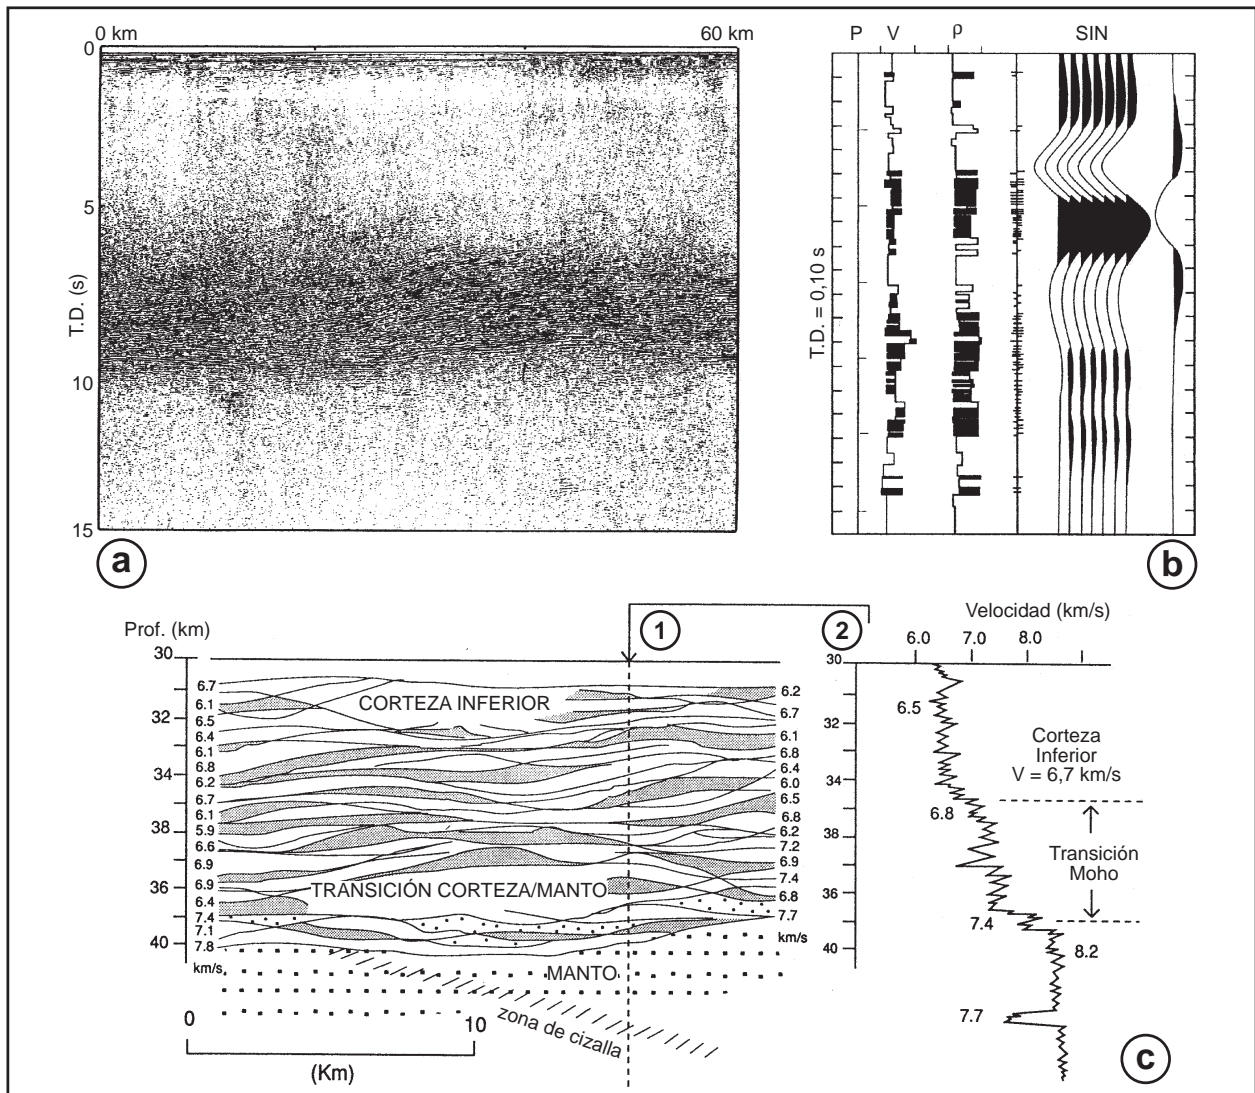 0 km
60 km
0
5
10
15
T.D. (s)
a
P V ρ SIN
T.D. = 0,10 s
b
Prof. (km)
30
32
34
38
36
40
6.7
6.1
6.5
6.4
6.1
6.8
6.2
6.7
6.1
5.9
6.6
6.9
6.9
6.4
7.4
7.1
7.8
km/s
CORTEZA INFERIOR
TRANSICIÓN CORTEZA/MANTO
MANTO
zona de cizalla
6.2
6.7
6.1
6.8
6.4
6.0
6.5
6.8
6.2
7.2
6.9
7.4
6.8
7.7
km/s
0
10
(Km)
1
2
Velocidad (km/s)
6.0 7.0 8.0
30
32
34
38
36
40
6.5
6.8
7.4
8.2
7.7
Corteza
Inferior
V = 6,7 km/s
Transición
Moho
c